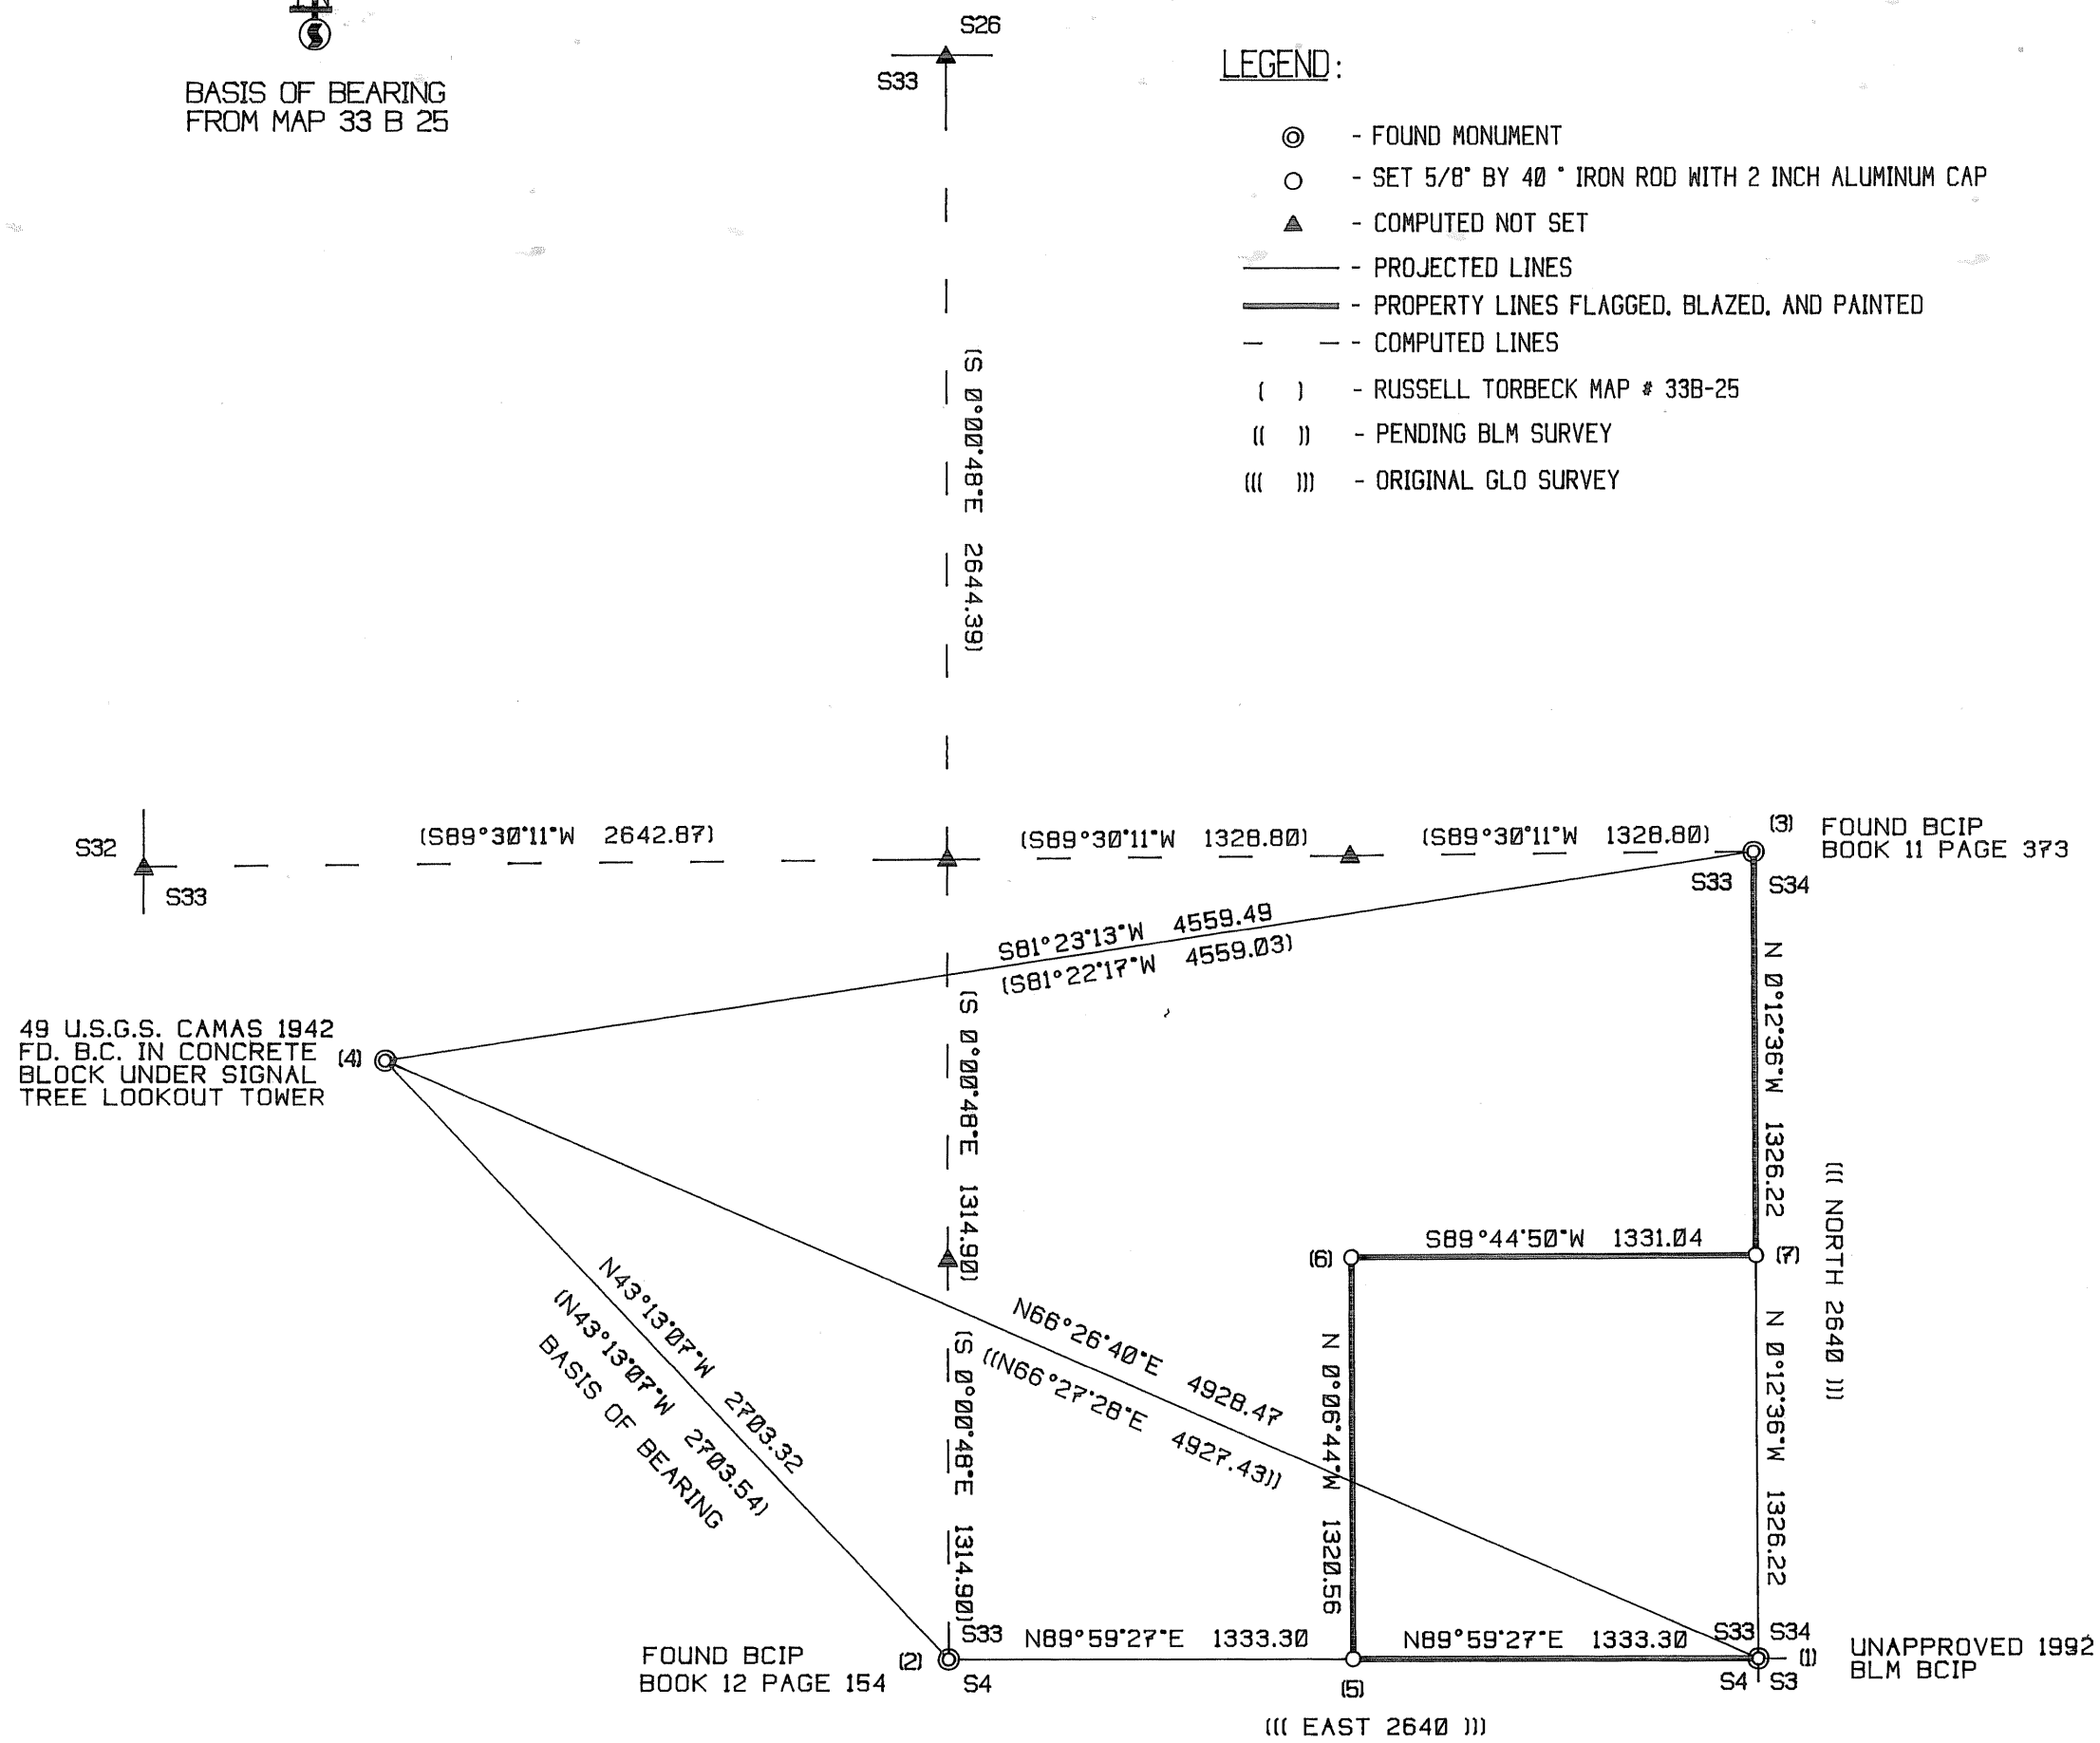 N
S
BASIS OF BEARING
FROM MAP 33 B 25
S26
S33
LEGEND:
- FOUND MONUMENT
- SET 5/8" BY 40 " IRON ROD WITH 2 INCH ALUMINUM CAP
- COMPUTED NOT SET
- PROJECTED LINES
- PROPERTY LINES FLAGGED, BLAZED, AND PAINTED
- COMPUTED LINES
( ) - RUSSELL TORBECK MAP # 33B-25
(( )) - PENDING BLM SURVEY
((( ))) - ORIGINAL GLO SURVEY
(S 0°00'48"E 2644.39)
S32
S33
(S89°30'11"W 2642.87)
(S89°30'11"W 1328.80)
(S89°30'11"W 1328.80)
(3)
FOUND BCIP
BOOK 11 PAGE 373
S33
S34
S81°23'13"W 4559.49
(S81°22'17"W 4559.03)
N 0°12'36"W 1326.22
49 U.S.G.S. CAMAS 1942
FD. B.C. IN CONCRETE
BLOCK UNDER SIGNAL
TREE LOOKOUT TOWER
(4)
(S 0°00'48"E 1314.90)
((( NORTH 2640 )))
(6)
S89°44'50"W 1331.04
(7)
N43°13'07"W 2703.32
(N43°13'07"W 2703.54)
BASIS OF BEARING
N66°26'40"E 4928.47
((N66°27'28"E 4927.43))
(S 0°00'48"E 1314.90)
N 0°06'44"W 1320.56
N 0°12'36"W 1326.22
FOUND BCIP
BOOK 12 PAGE 154
(2)
S33
S4
N89°59'27"E 1333.30
(5)
N89°59'27"E 1333.30
S33
S34
S4
S3
(1)
UNAPPROVED 1992
BLM BCIP
((( EAST 2640 )))